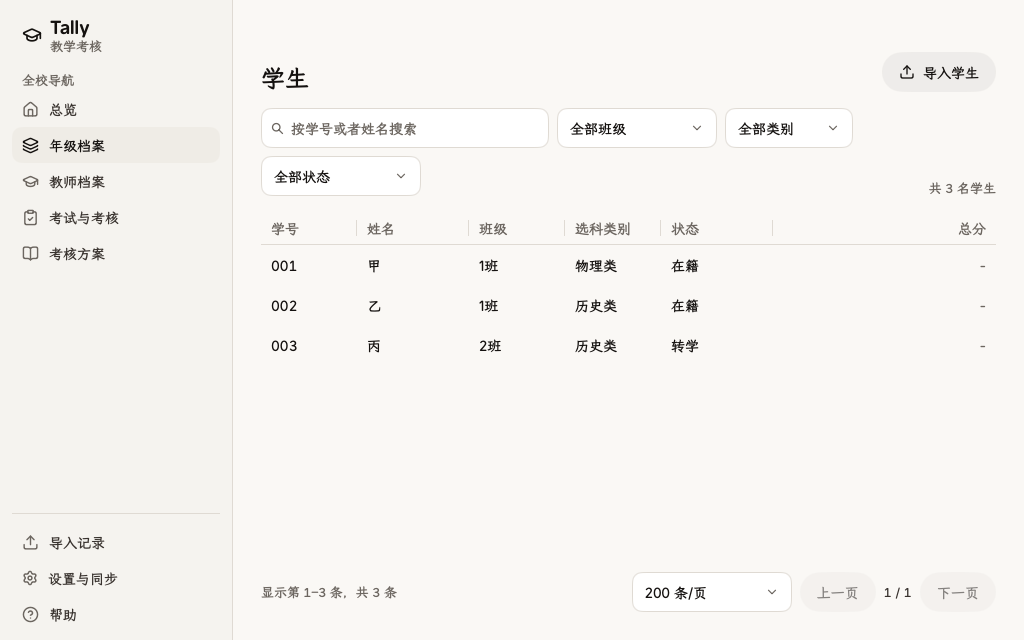 Tally
教学考核
全校导航
总览
年级档案
教师档案
考试与考核
考核方案
导入记录
设置与同步
帮助
学生
导入学生
按学号或者姓名搜索
全部班级
全部类别
全部状态
共 3 名学生
学号 姓名 班级 选科类别 状态 总分
001 甲 1班 物理类 在籍 -
002 乙 1班 历史类 在籍 -
003 丙 2班 历史类 转学 -
显示第 1–3 条，共 3 条
200 条/页
上一页
1 / 1
下一页